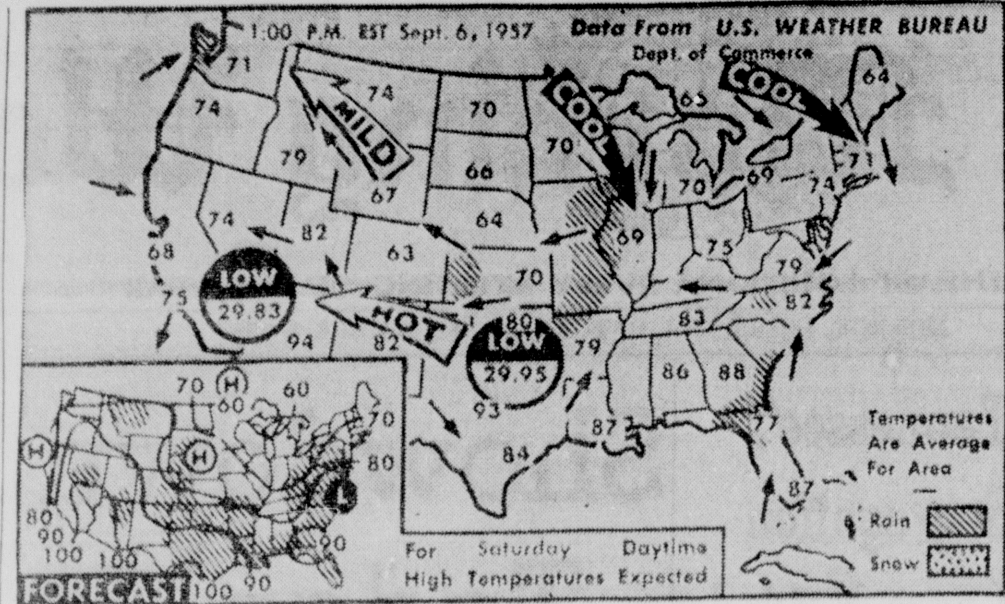 1:00 P.M. EST Sept. 6, 1957 Data From U.S. WEATHER BUREAU
Dept. of Commerce
71
74
MILD
74
70
COOL
65
COOL
64
79
67
66
70
70
69
71
74
74
82
64
69
75
79
68
63
70
82
75
LOW
29.83
HOT
80
83
94
82
LOW
29.95
79
86
88
93
87
77
84
87
Temperatures
Are Average
For Area
Rain
Snow
70 H 60
60
70
H
H
80
L
80
90
100 100
90
90
100
FORECAST
For Saturday Daytime
High Temperatures Expected